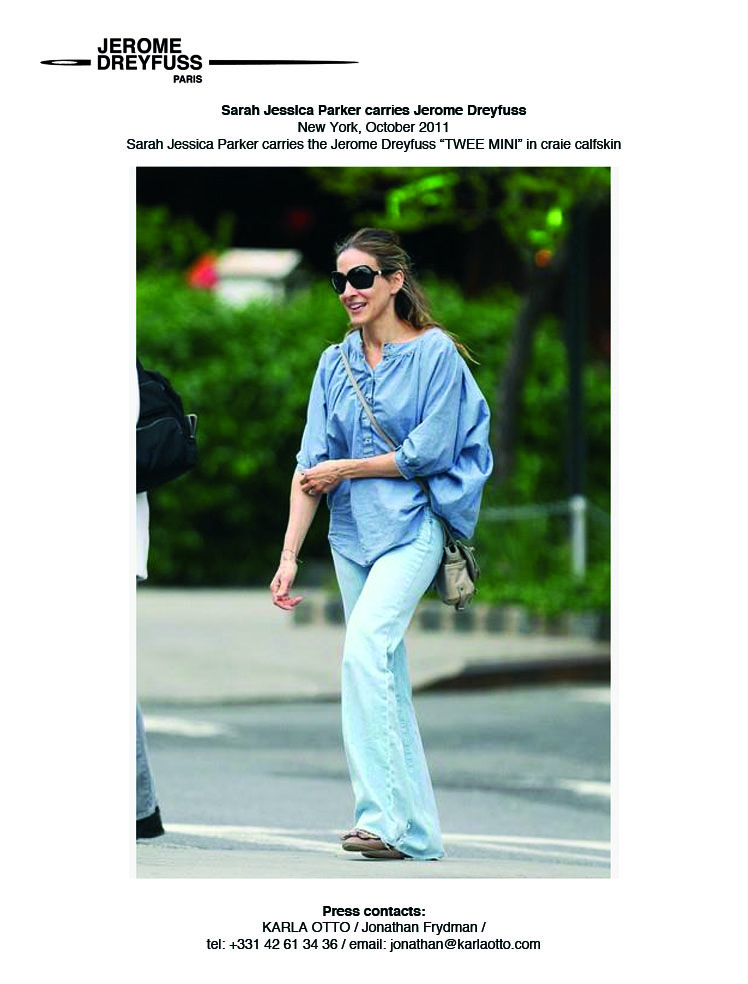 JEROME
DREYFUSS
PARIS
Sarah Jessica Parker carries Jerome Dreyfuss
New York, October 2011
Sarah Jessica Parker carries the Jerome Dreyfuss “TWEE MINI” in craie calfskin
Press contacts:
KARLA OTTO / Jonathan Frydman /
tel: +331 42 61 34 36 / email: jonathan@karlaotto.com